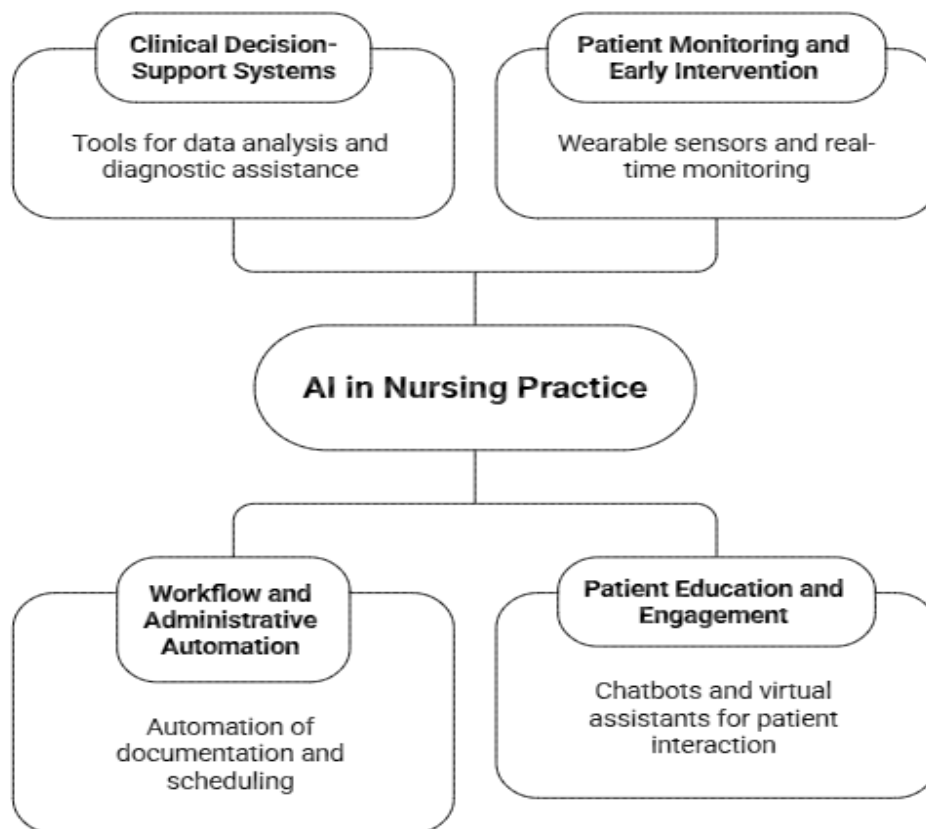 Clinical Decision-
Support Systems
Tools for data analysis and
diagnostic assistance
Patient Monitoring and
Early Intervention
Wearable sensors and real-
time monitoring
AI in Nursing Practice
Workflow and
Administrative
Automation
Automation of
documentation and
scheduling
Patient Education and
Engagement
Chatbots and virtual
assistants for patient
interaction